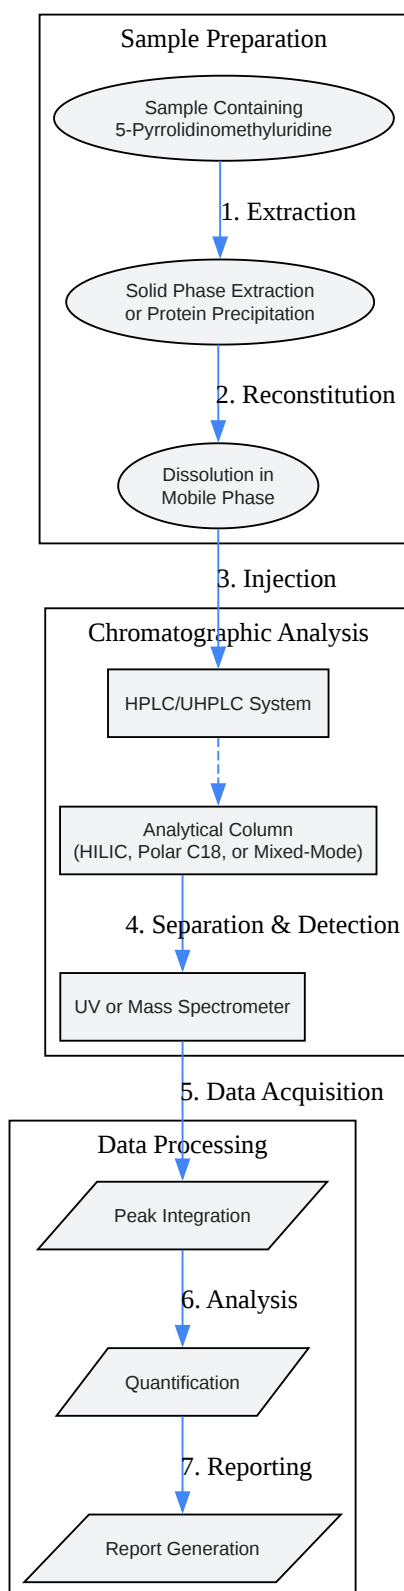 Sample Preparation
Sample Containing
5-Pyrrolidinomethyluridine
1. Extraction
Solid Phase Extraction
or Protein Precipitation
2. Reconstitution
Dissolution in
Mobile Phase
3. Injection
Chromatographic Analysis
HPLC/UHPLC System
Analytical Column
(HILIC, Polar C18, or Mixed-Mode)
4. Separation & Detection
UV or Mass Spectrometer
5. Data Acquisition
Data Processing
Peak Integration
6. Analysis
Quantification
7. Reporting
Report Generation